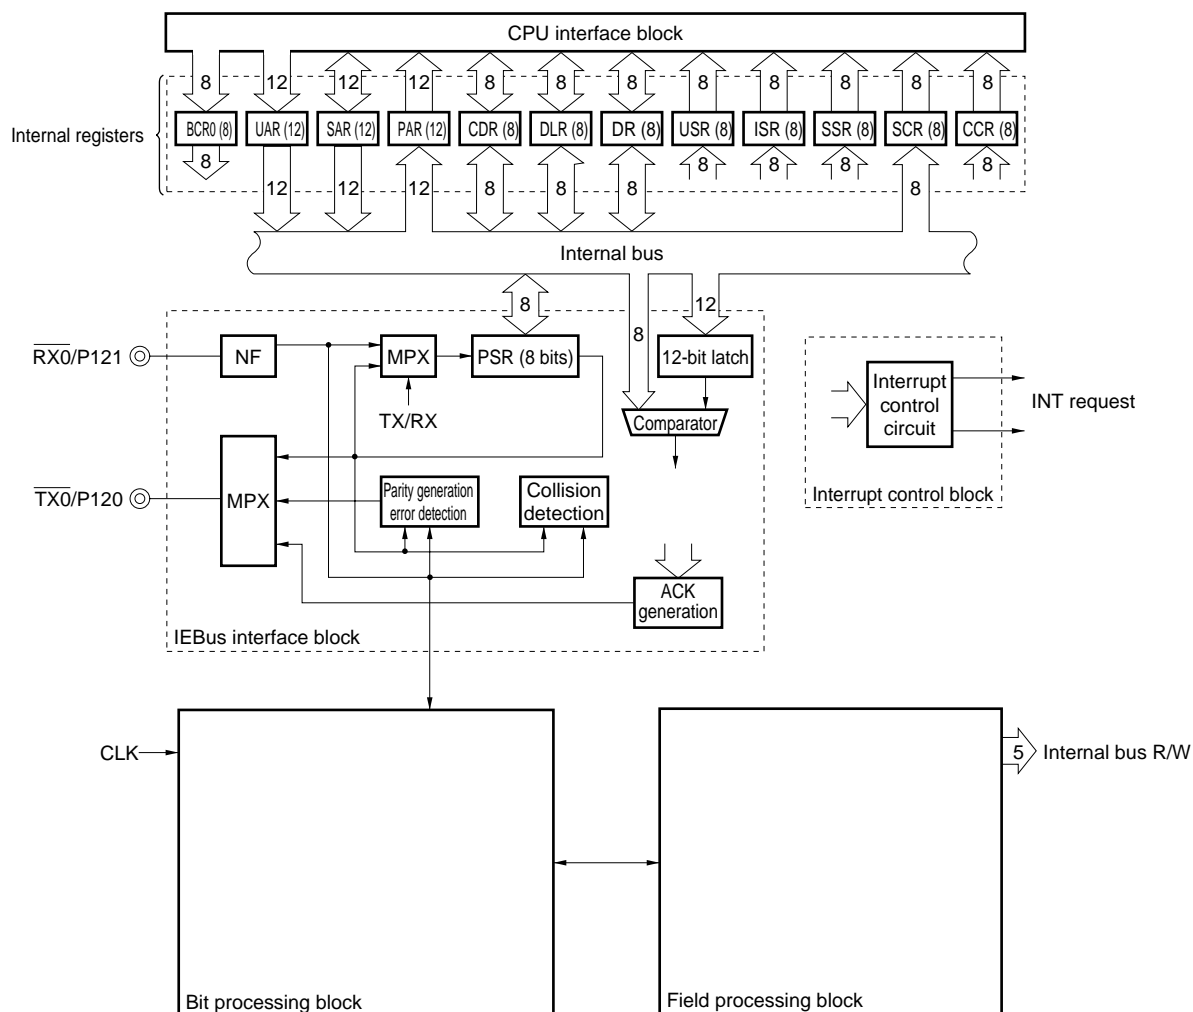 CPU interface block
8 12 12 12 8 8 8 8 8 8 8 8
Internal registers
BCR0 (8) UAR (12) SAR (12) PAR (12) CDR (8) DLR (8) DR (8) USR (8) ISR (8) SSR (8) SCR (8) CCR (8)
8 8 8 8 8
12 12 12 8 8 8 8
Internal bus
8 8 12
RX0/P121
NF
MPX
PSR (8 bits)
12-bit latch
TX/RX
Comparator
Interrupt
control
circuit
INT request
Interrupt control block
TX0/P120
MPX
Parity generation
error detection
Collision
detection
ACK
generation
IEBus interface block
CLK
5
Internal bus R/W
Bit processing block
Field processing block